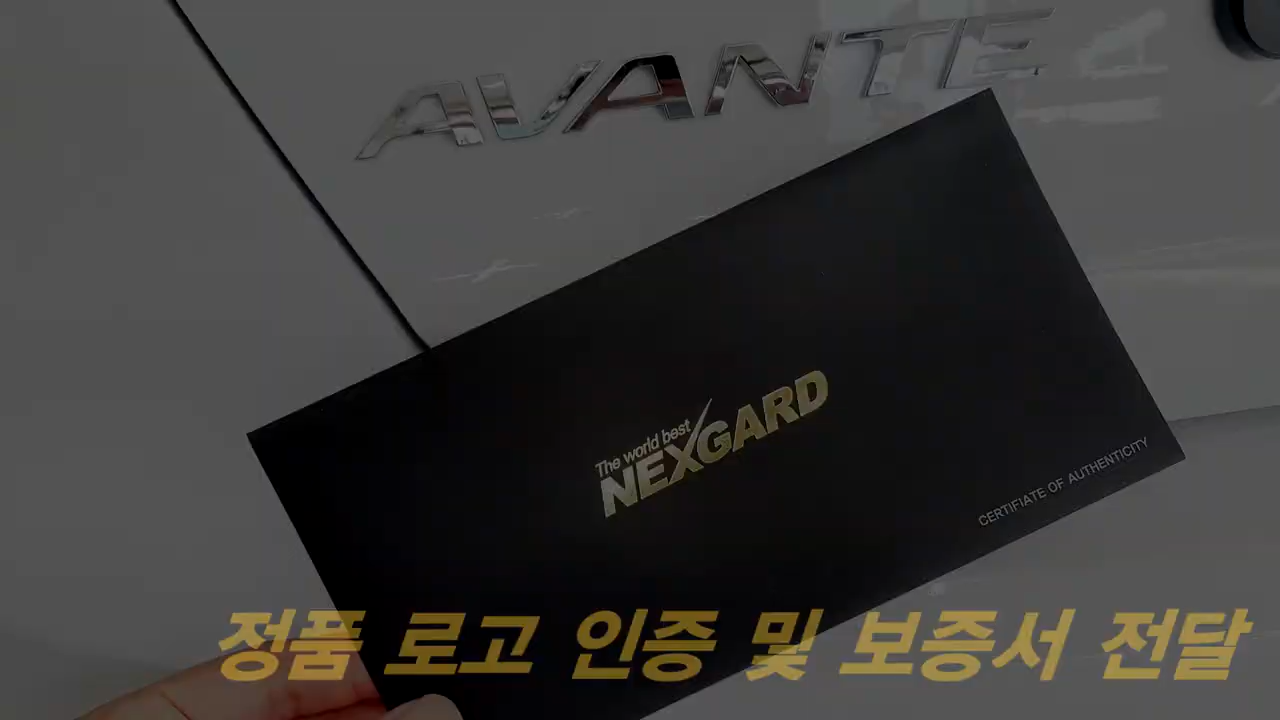 AVANTE
The world best
NEXGARD
CERTIFIATE OF AUTHENTICITY
정품 로고 인증 및 보증서 전달